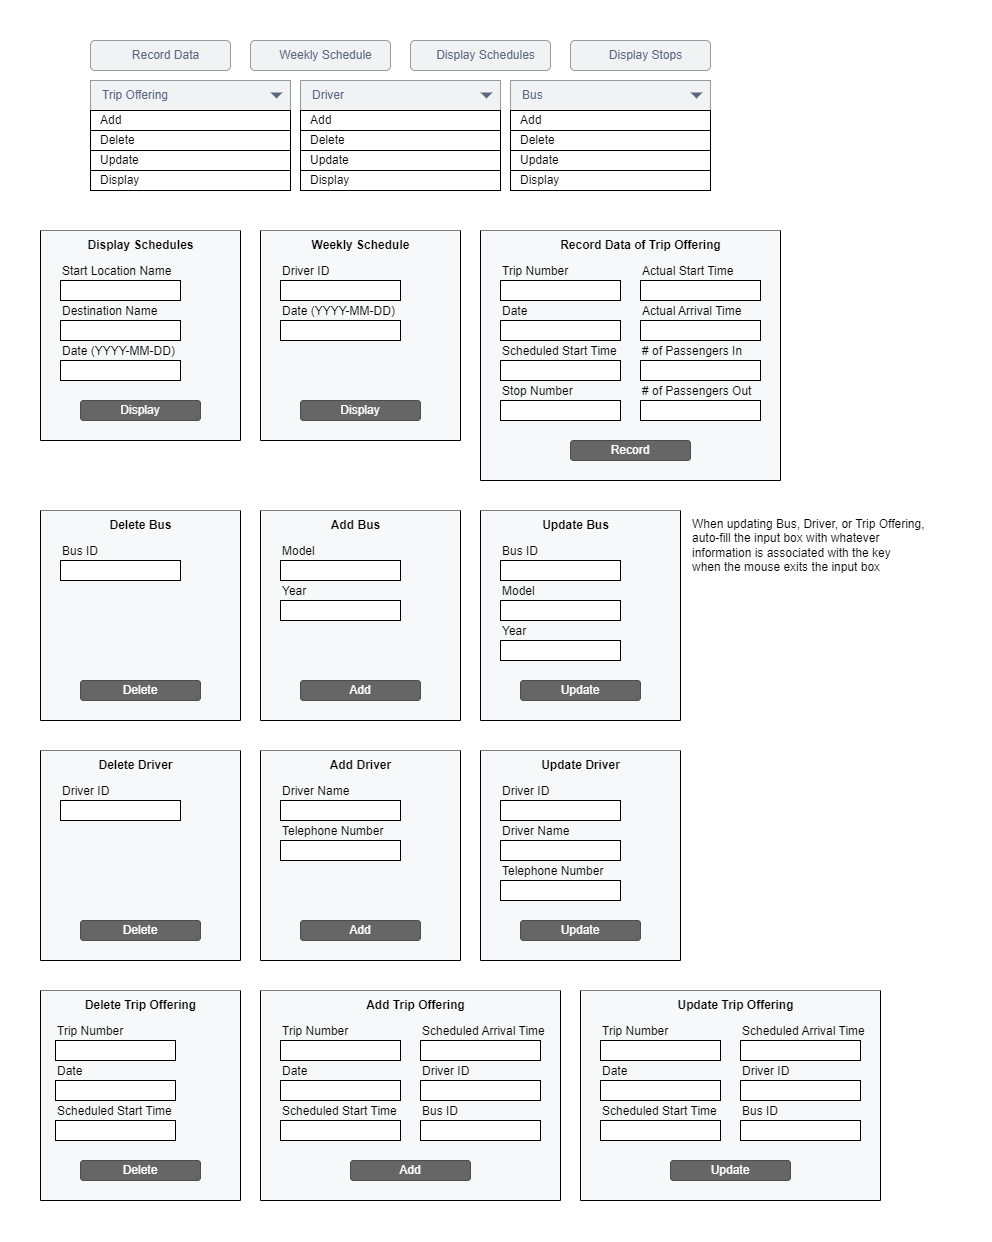 Record Data
Weekly Schedule
Display Schedules
Display Stops
Trip Offering
Add
Delete
Update
Display
Driver
Add
Delete
Update
Display
Bus
Add
Delete
Update
Display
Display Schedules
Start Location Name
Destination Name
Date (YYYY-MM-DD)
Display
Weekly Schedule
Driver ID
Date (YYYY-MM-DD)
Display
Record Data of Trip Offering
Trip Number
Actual Start Time
Date
Actual Arrival Time
Scheduled Start Time
# of Passengers In
Stop Number
# of Passengers Out
Record
Delete Bus
Bus ID
Delete
Add Bus
Model
Year
Add
Update Bus
Bus ID
Model
Year
Update
When updating Bus, Driver, or Trip Offering,
auto-fill the input box with whatever
information is associated with the key
when the mouse exits the input box
Delete Driver
Driver ID
Delete
Add Driver
Driver Name
Telephone Number
Add
Update Driver
Driver ID
Driver Name
Telephone Number
Update
Delete Trip Offering
Trip Number
Date
Scheduled Start Time
Delete
Add Trip Offering
Trip Number
Scheduled Arrival Time
Date
Driver ID
Scheduled Start Time
Bus ID
Add
Update Trip Offering
Trip Number
Scheduled Arrival Time
Date
Driver ID
Scheduled Start Time
Bus ID
Update